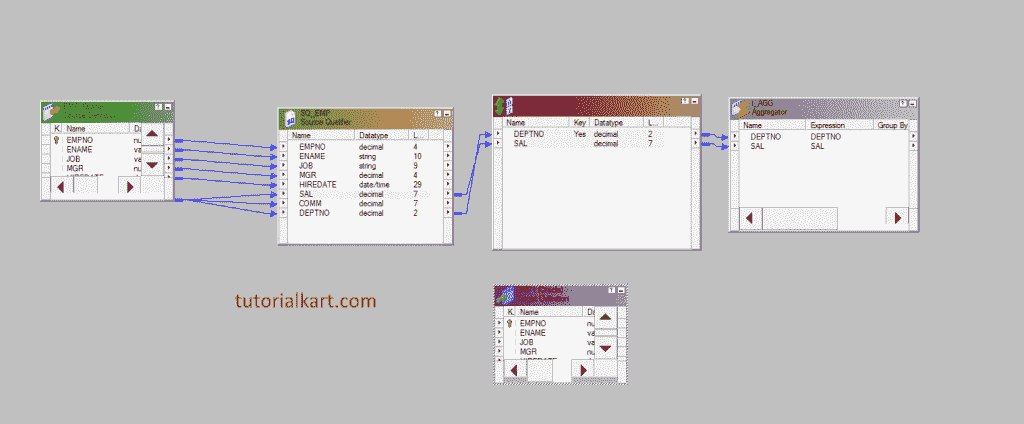 K. Name Da
EMPNO nu
ENAME va
JOB va
MGR nu
SQ_EMP
Source Qualifier
Name Datatype L...
EMPNO decimal 4
ENAME string 10
JOB string 9
MGR decimal 4
HIREDATE date/time 29
SAL decimal 7
COMM decimal 7
DEPTNO decimal 2
Name Key Datatype L...
DEPTNO Yes decimal 2
SAL decimal 7
T_AGG
Aggregator
Name Expression Group By
DEPTNO DEPTNO
SAL SAL
tutorialkart.com
K. Name Da
EMPNO nu
ENAME va
JOB va
MGR nu